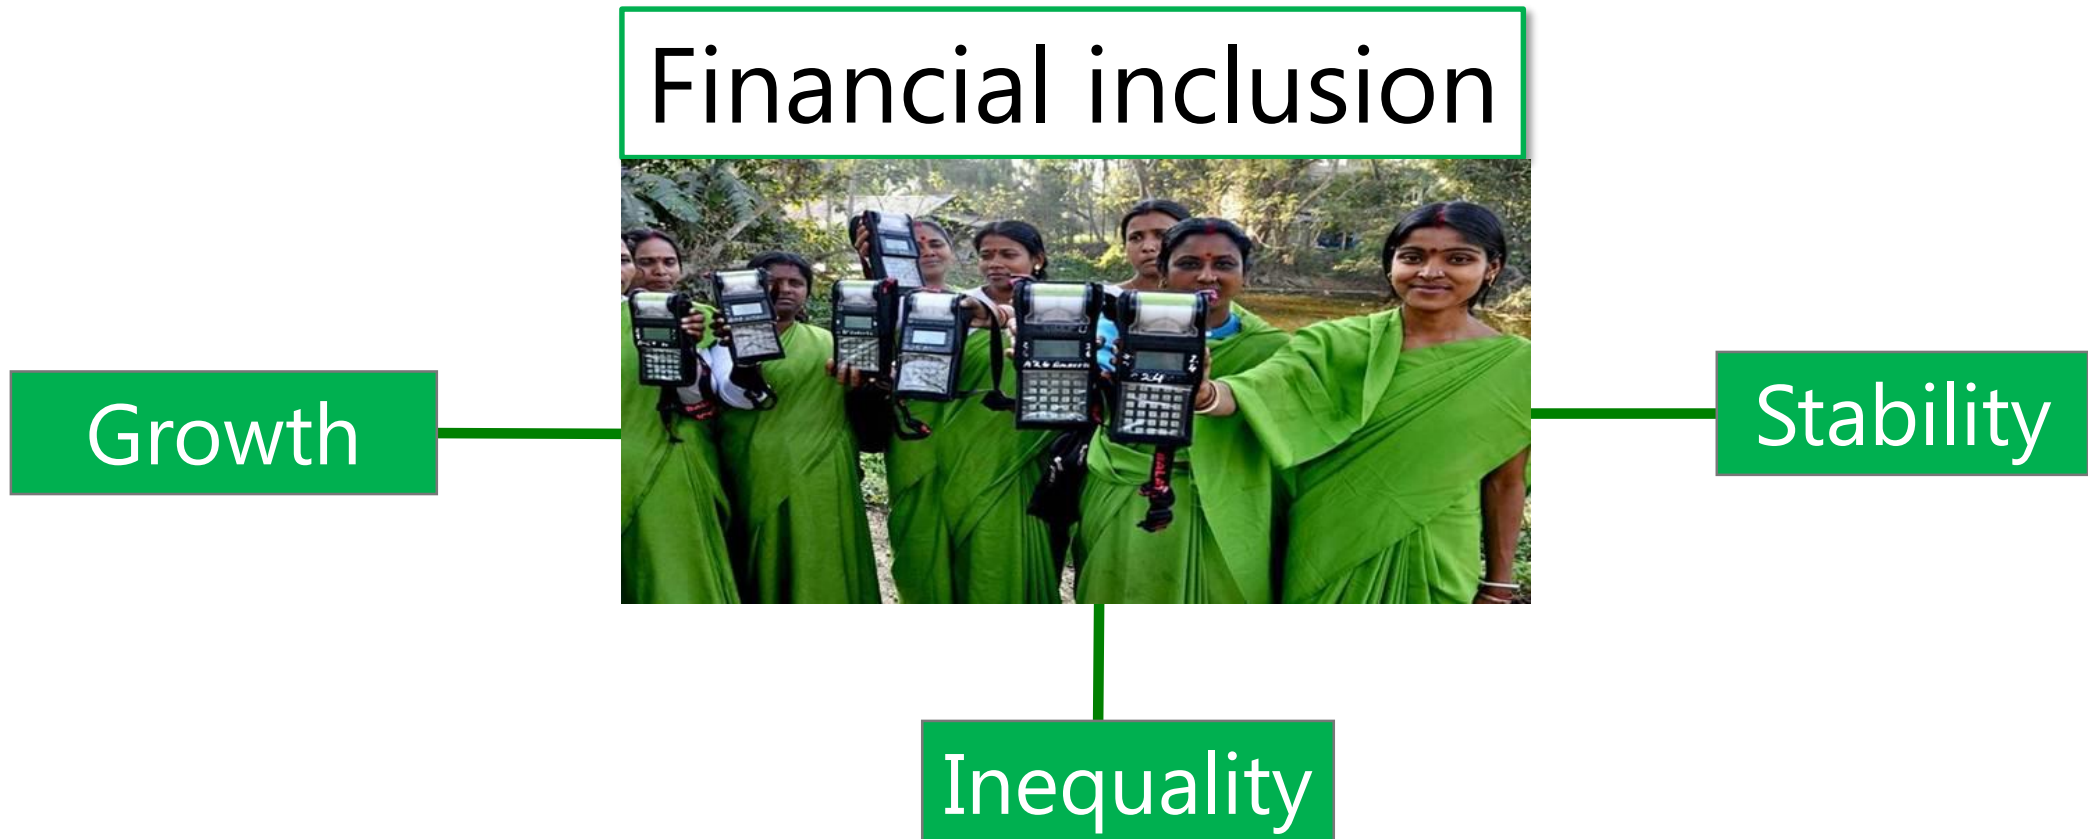 Financial inclusion
Growth
Stability
Inequality